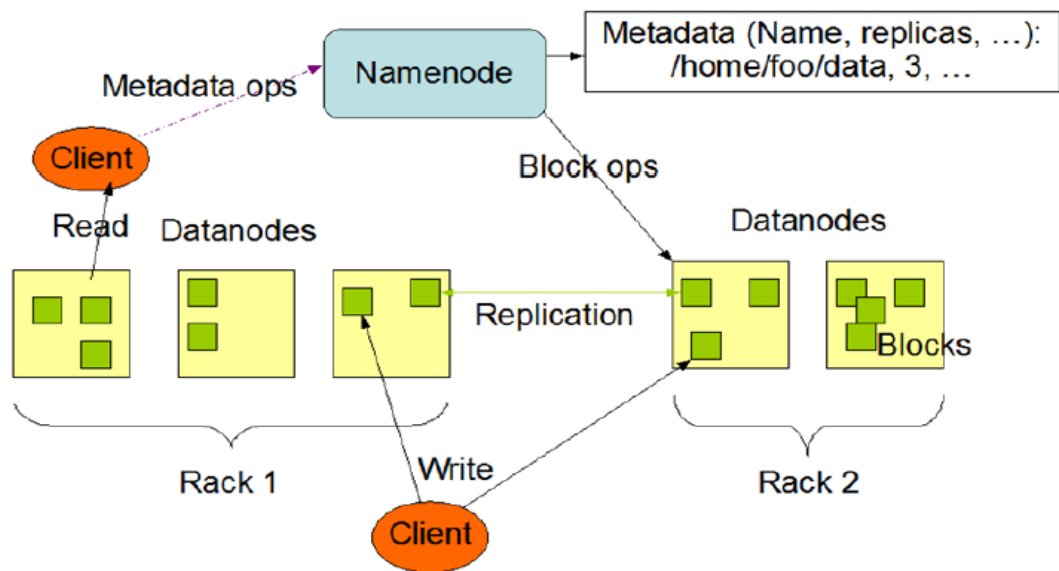 Metadata (Name, replicas, …):
/home/foo/data, 3, …
Namenode
Metadata ops
Client
Block ops
Read
Datanodes
Datanodes
Replication
Blocks
Rack 1
Write
Rack 2
Client